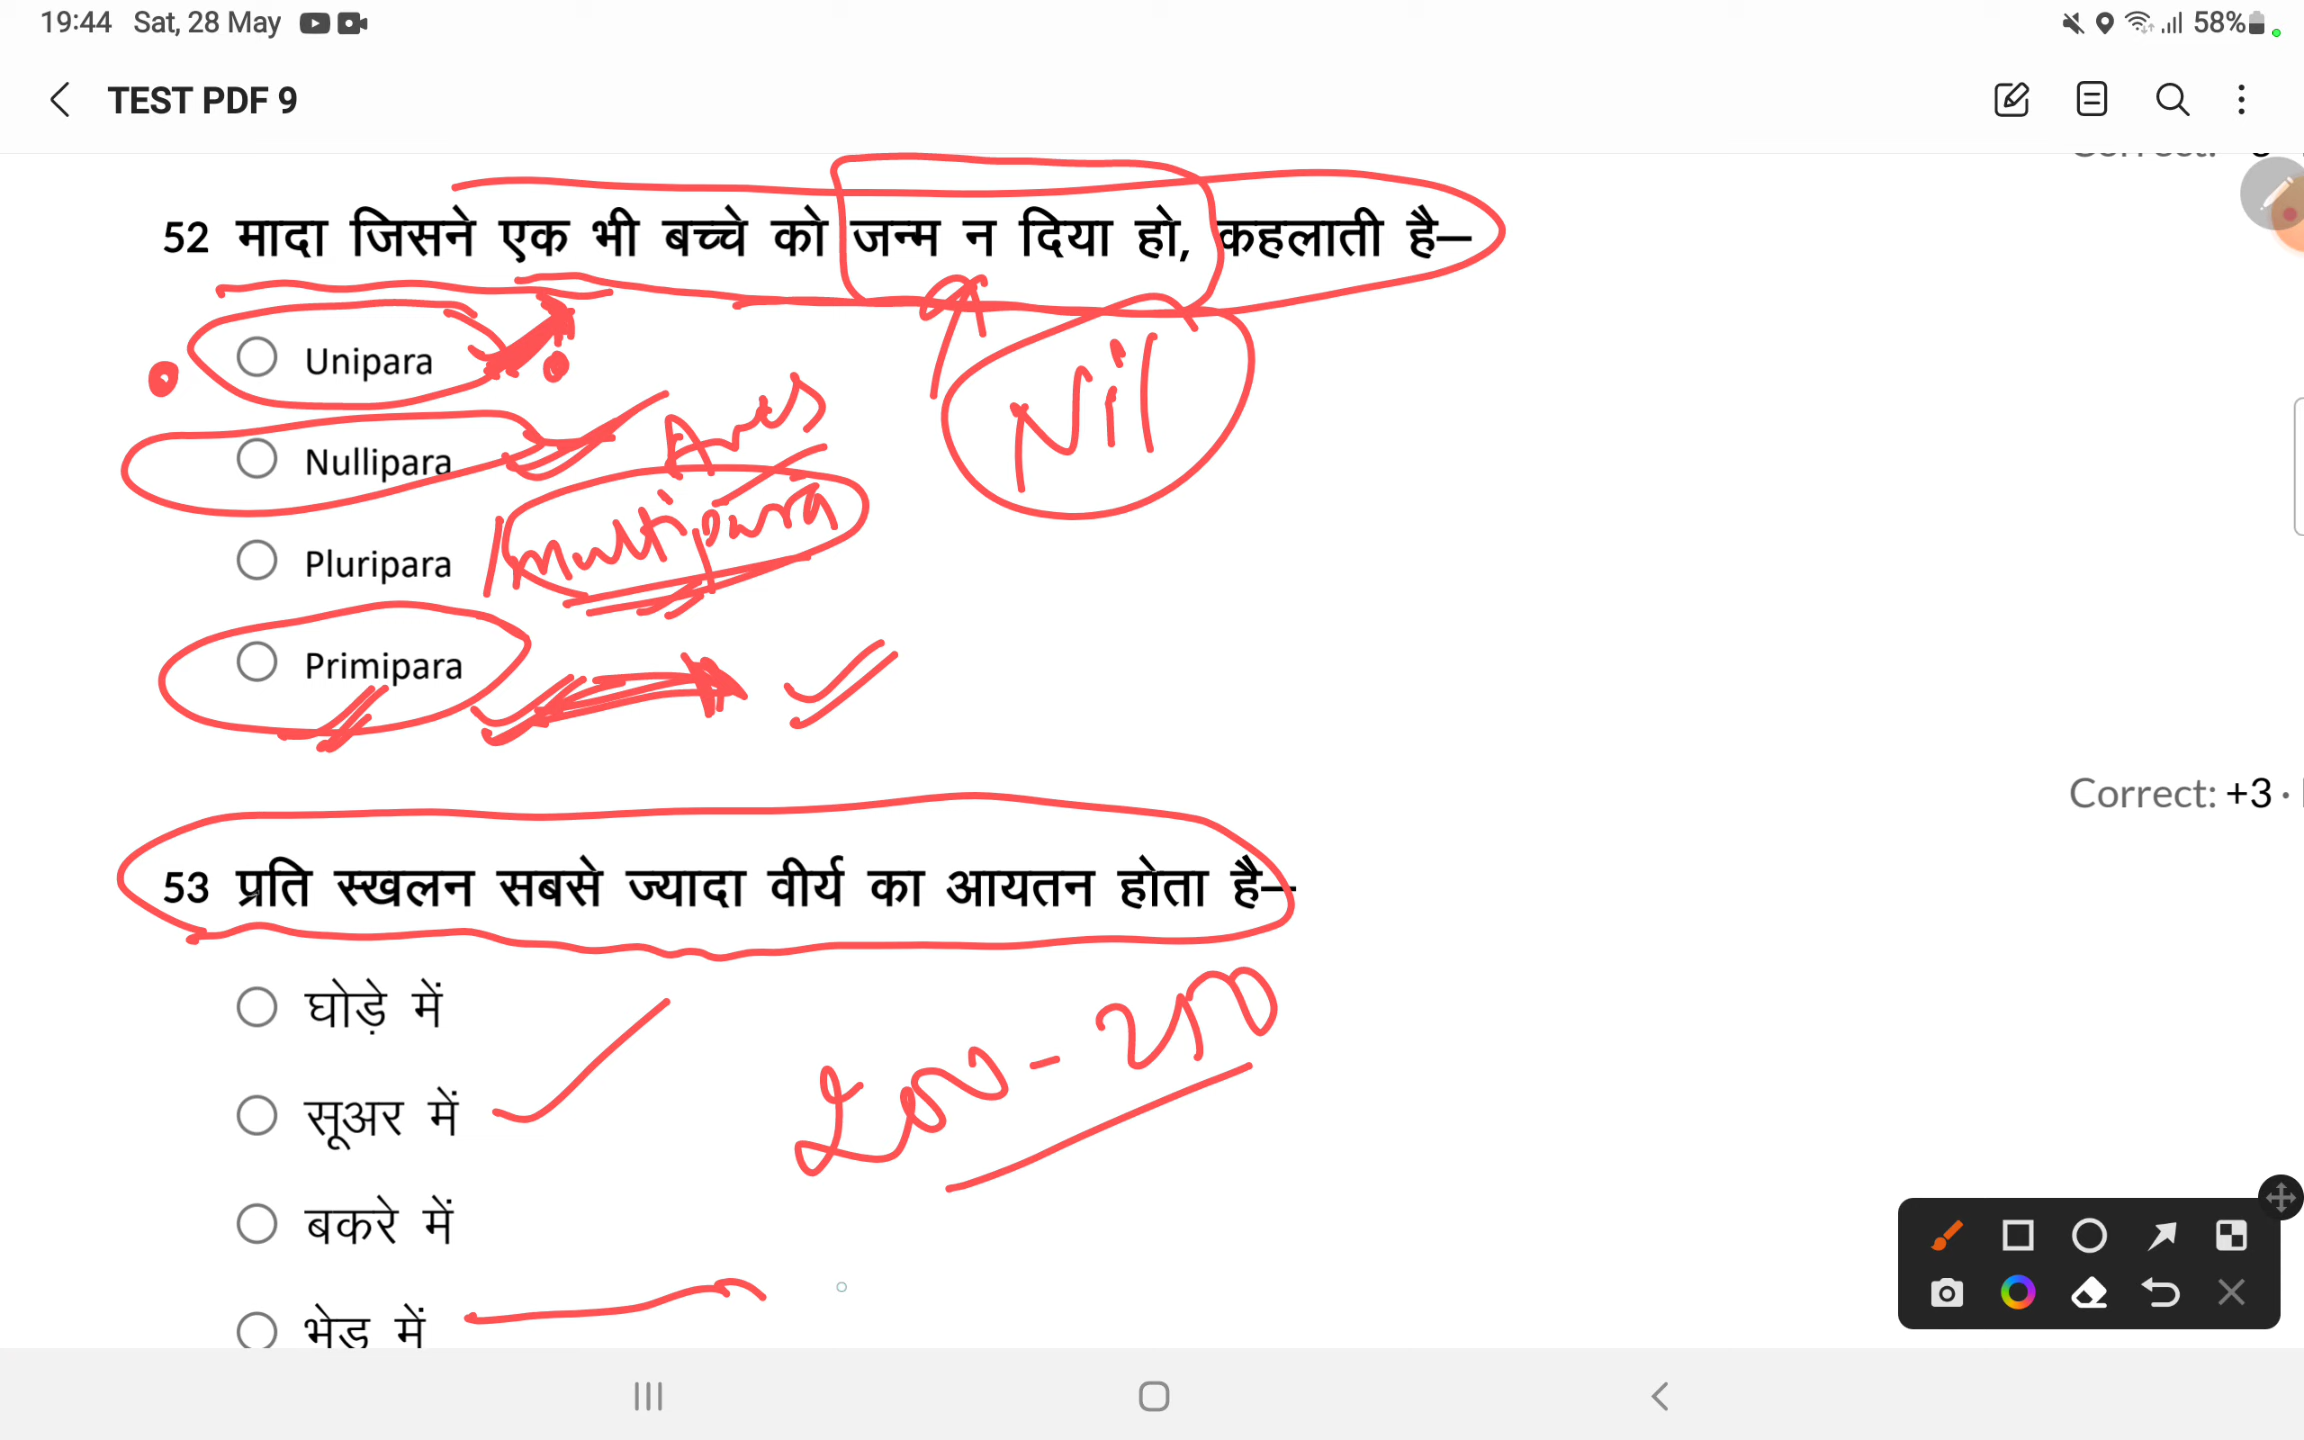 19:44 Sat, 28 May 58%
TEST PDF 9
52 मादा जिसने एक भी बच्चे को जन्म न दिया हो, कहलाती है—
Unipara
Nullipara
Nil
Pluripara
Multipara
Primipara
Correct: +3 ·
53 प्रति स्खलन सबसे ज्यादा वीर्य का आयतन होता है—
घोड़े में
सूअर में
बकरे में
भेड़ में